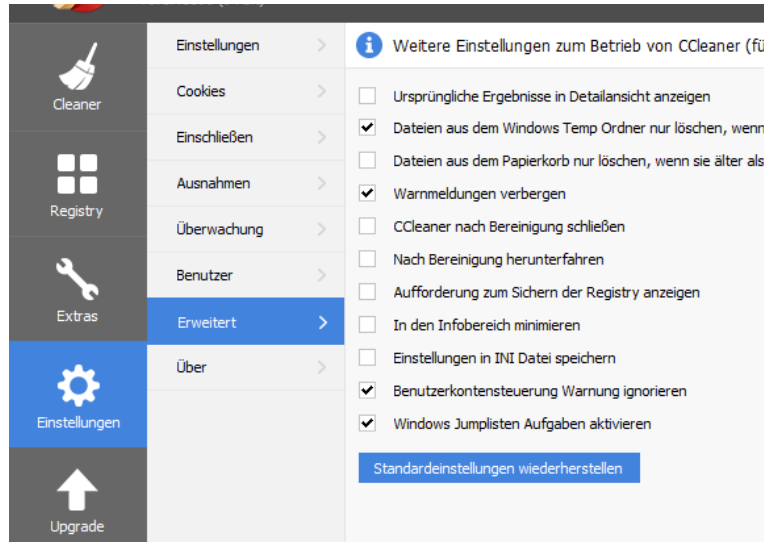 Cleaner
Registry
Extras
Einstellungen
Upgrade
Einstellungen
Cookies
Einschließen
Ausnahmen
Überwachung
Benutzer
Erweitert
Über
Weitere Einstellungen zum Betrieb von CCleaner (fü
Ursprüngliche Ergebnisse in Detailansicht anzeigen
Dateien aus dem Windows Temp Ordner nur löschen, wenn
Dateien aus dem Papierkorb nur löschen, wenn sie älter als
Warnmeldungen verbergen
CCleaner nach Bereinigung schließen
Nach Bereinigung herunterfahren
Aufforderung zum Sichern der Registry anzeigen
In den Infobereich minimieren
Einstellungen in INI Datei speichern
Benutzerkontensteuerung Warnung ignorieren
Windows Jumplisten Aufgaben aktivieren
Standardeinstellungen wiederherstellen